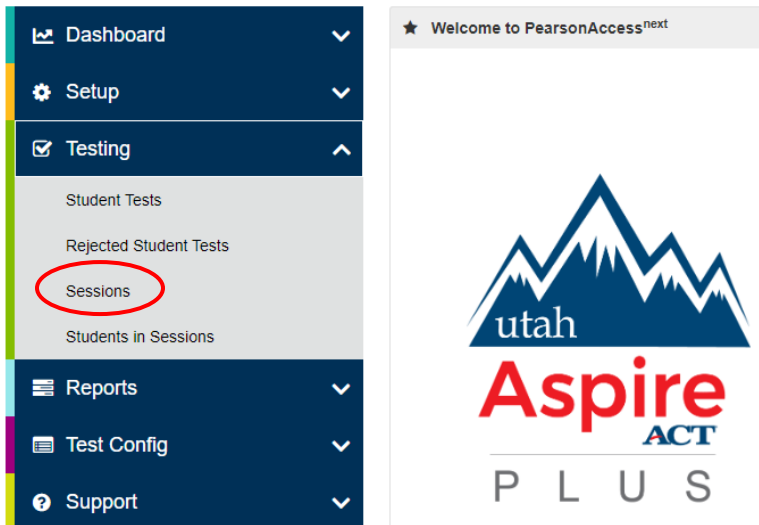 Dashboard
Setup
Testing
Student Tests
Rejected Student Tests
Sessions
Students in Sessions
Reports
Test Config
Support
Welcome to PearsonAccessnext
utah
Aspire
ACT
PLUS